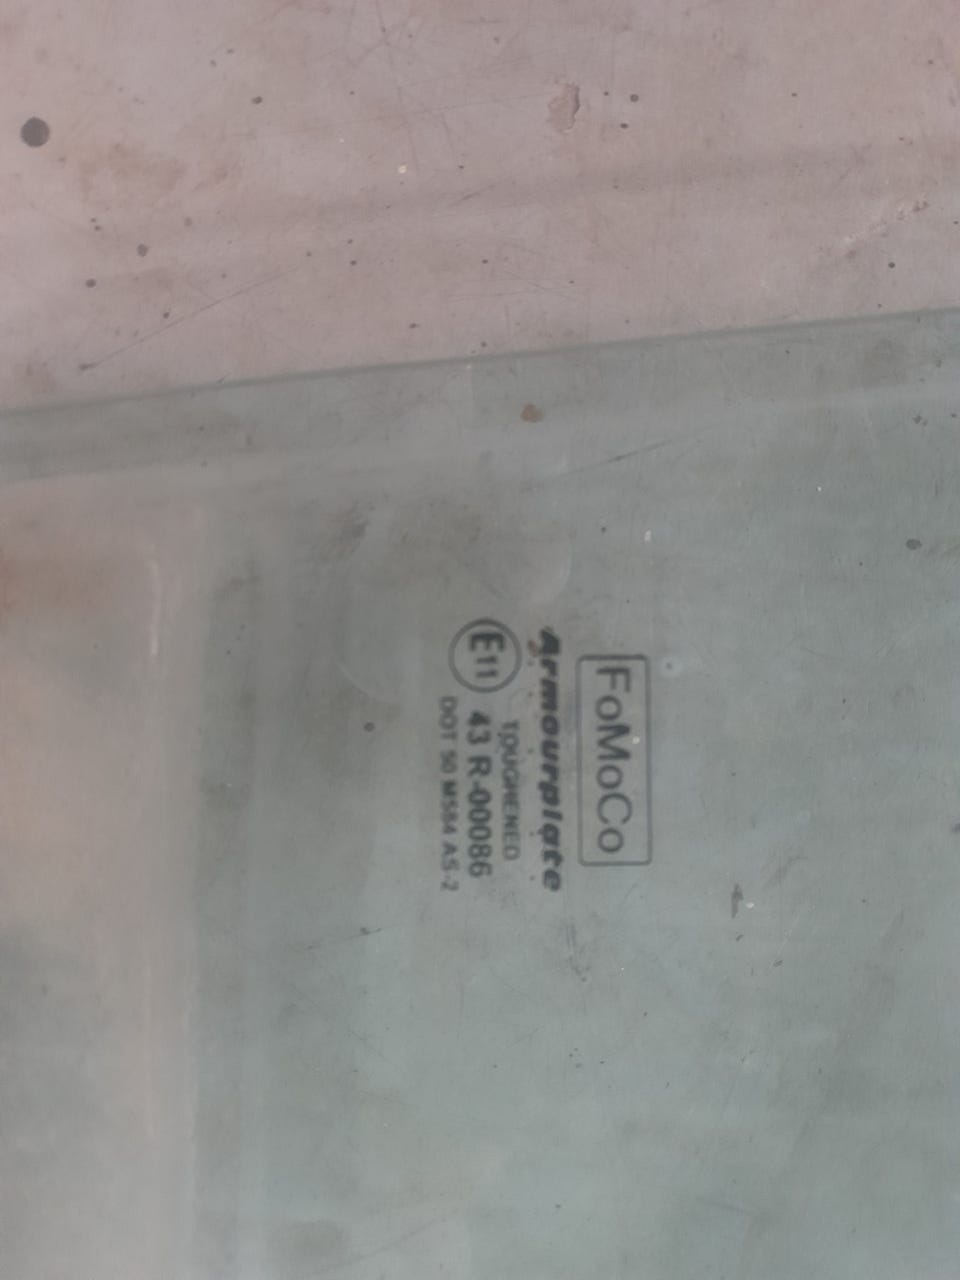 FoMoCo
Armourplate
TOUGHENED
E11 43 R-00086
DOT 50 M584 AS-2